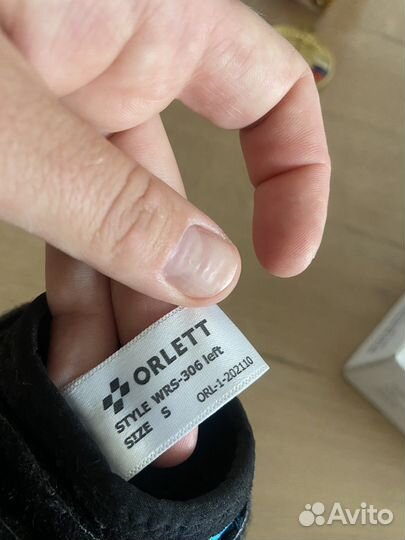 ORLETT
STYLE WRS-306 left
SIZE S ORL-1-202110
Avito